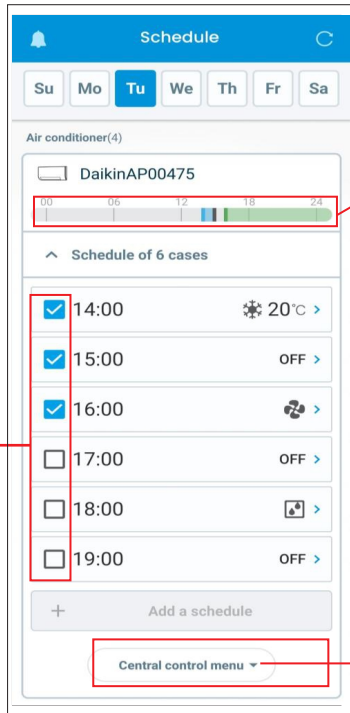 Schedule
Su Mo Tu We Th Fr Sa
Air conditioner(4)
DaikinAP00475
00 06 12 18 24
Schedule of 6 cases
14:00 20°C >
15:00 OFF >
16:00 >
17:00 OFF >
18:00 >
19:00 OFF >
+ Add a schedule
Central control menu